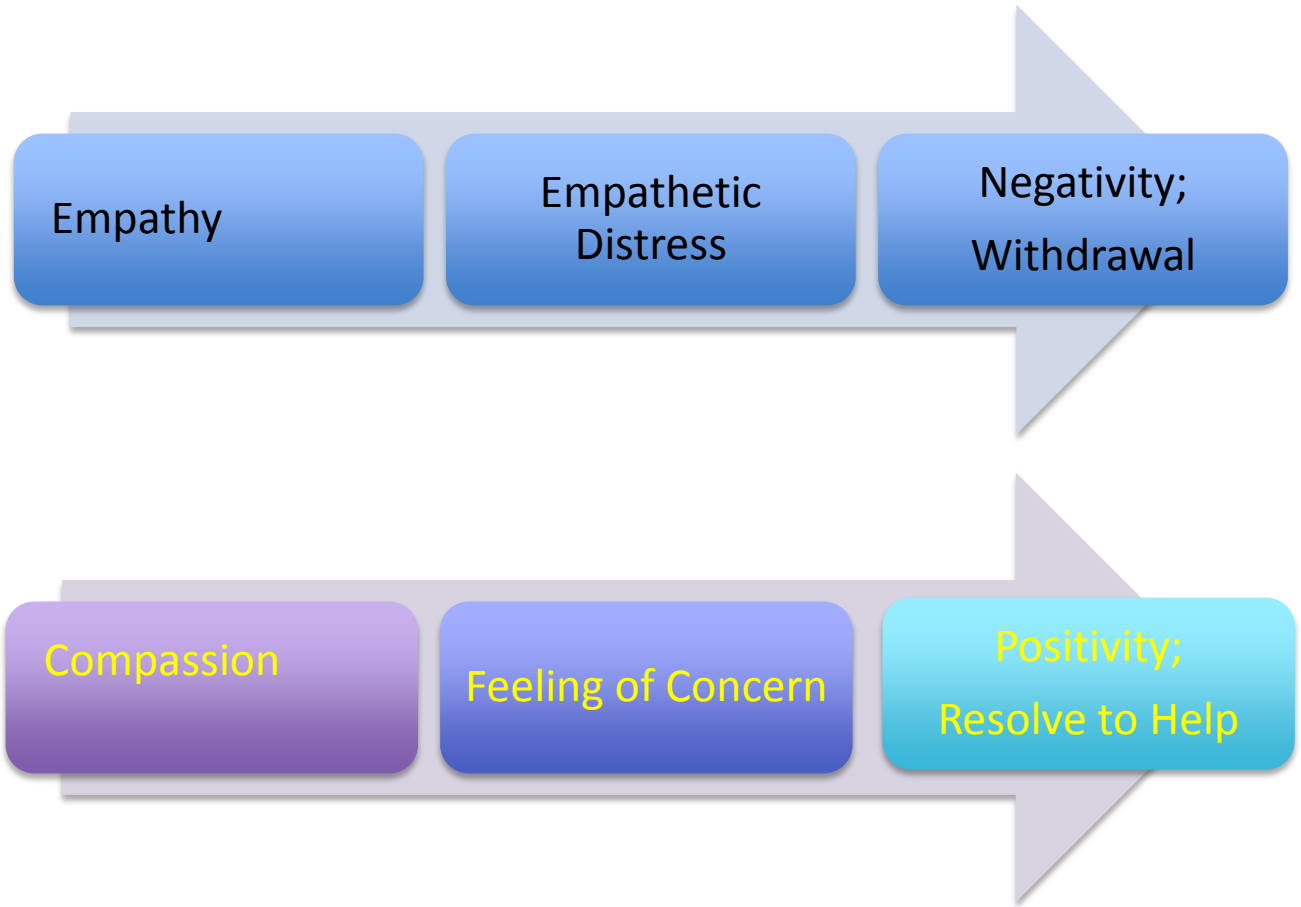 Empathy
Empathetic
Distress
Negativity;
Withdrawal
Compassion
Feeling of Concern
Positivity;
Resolve to Help